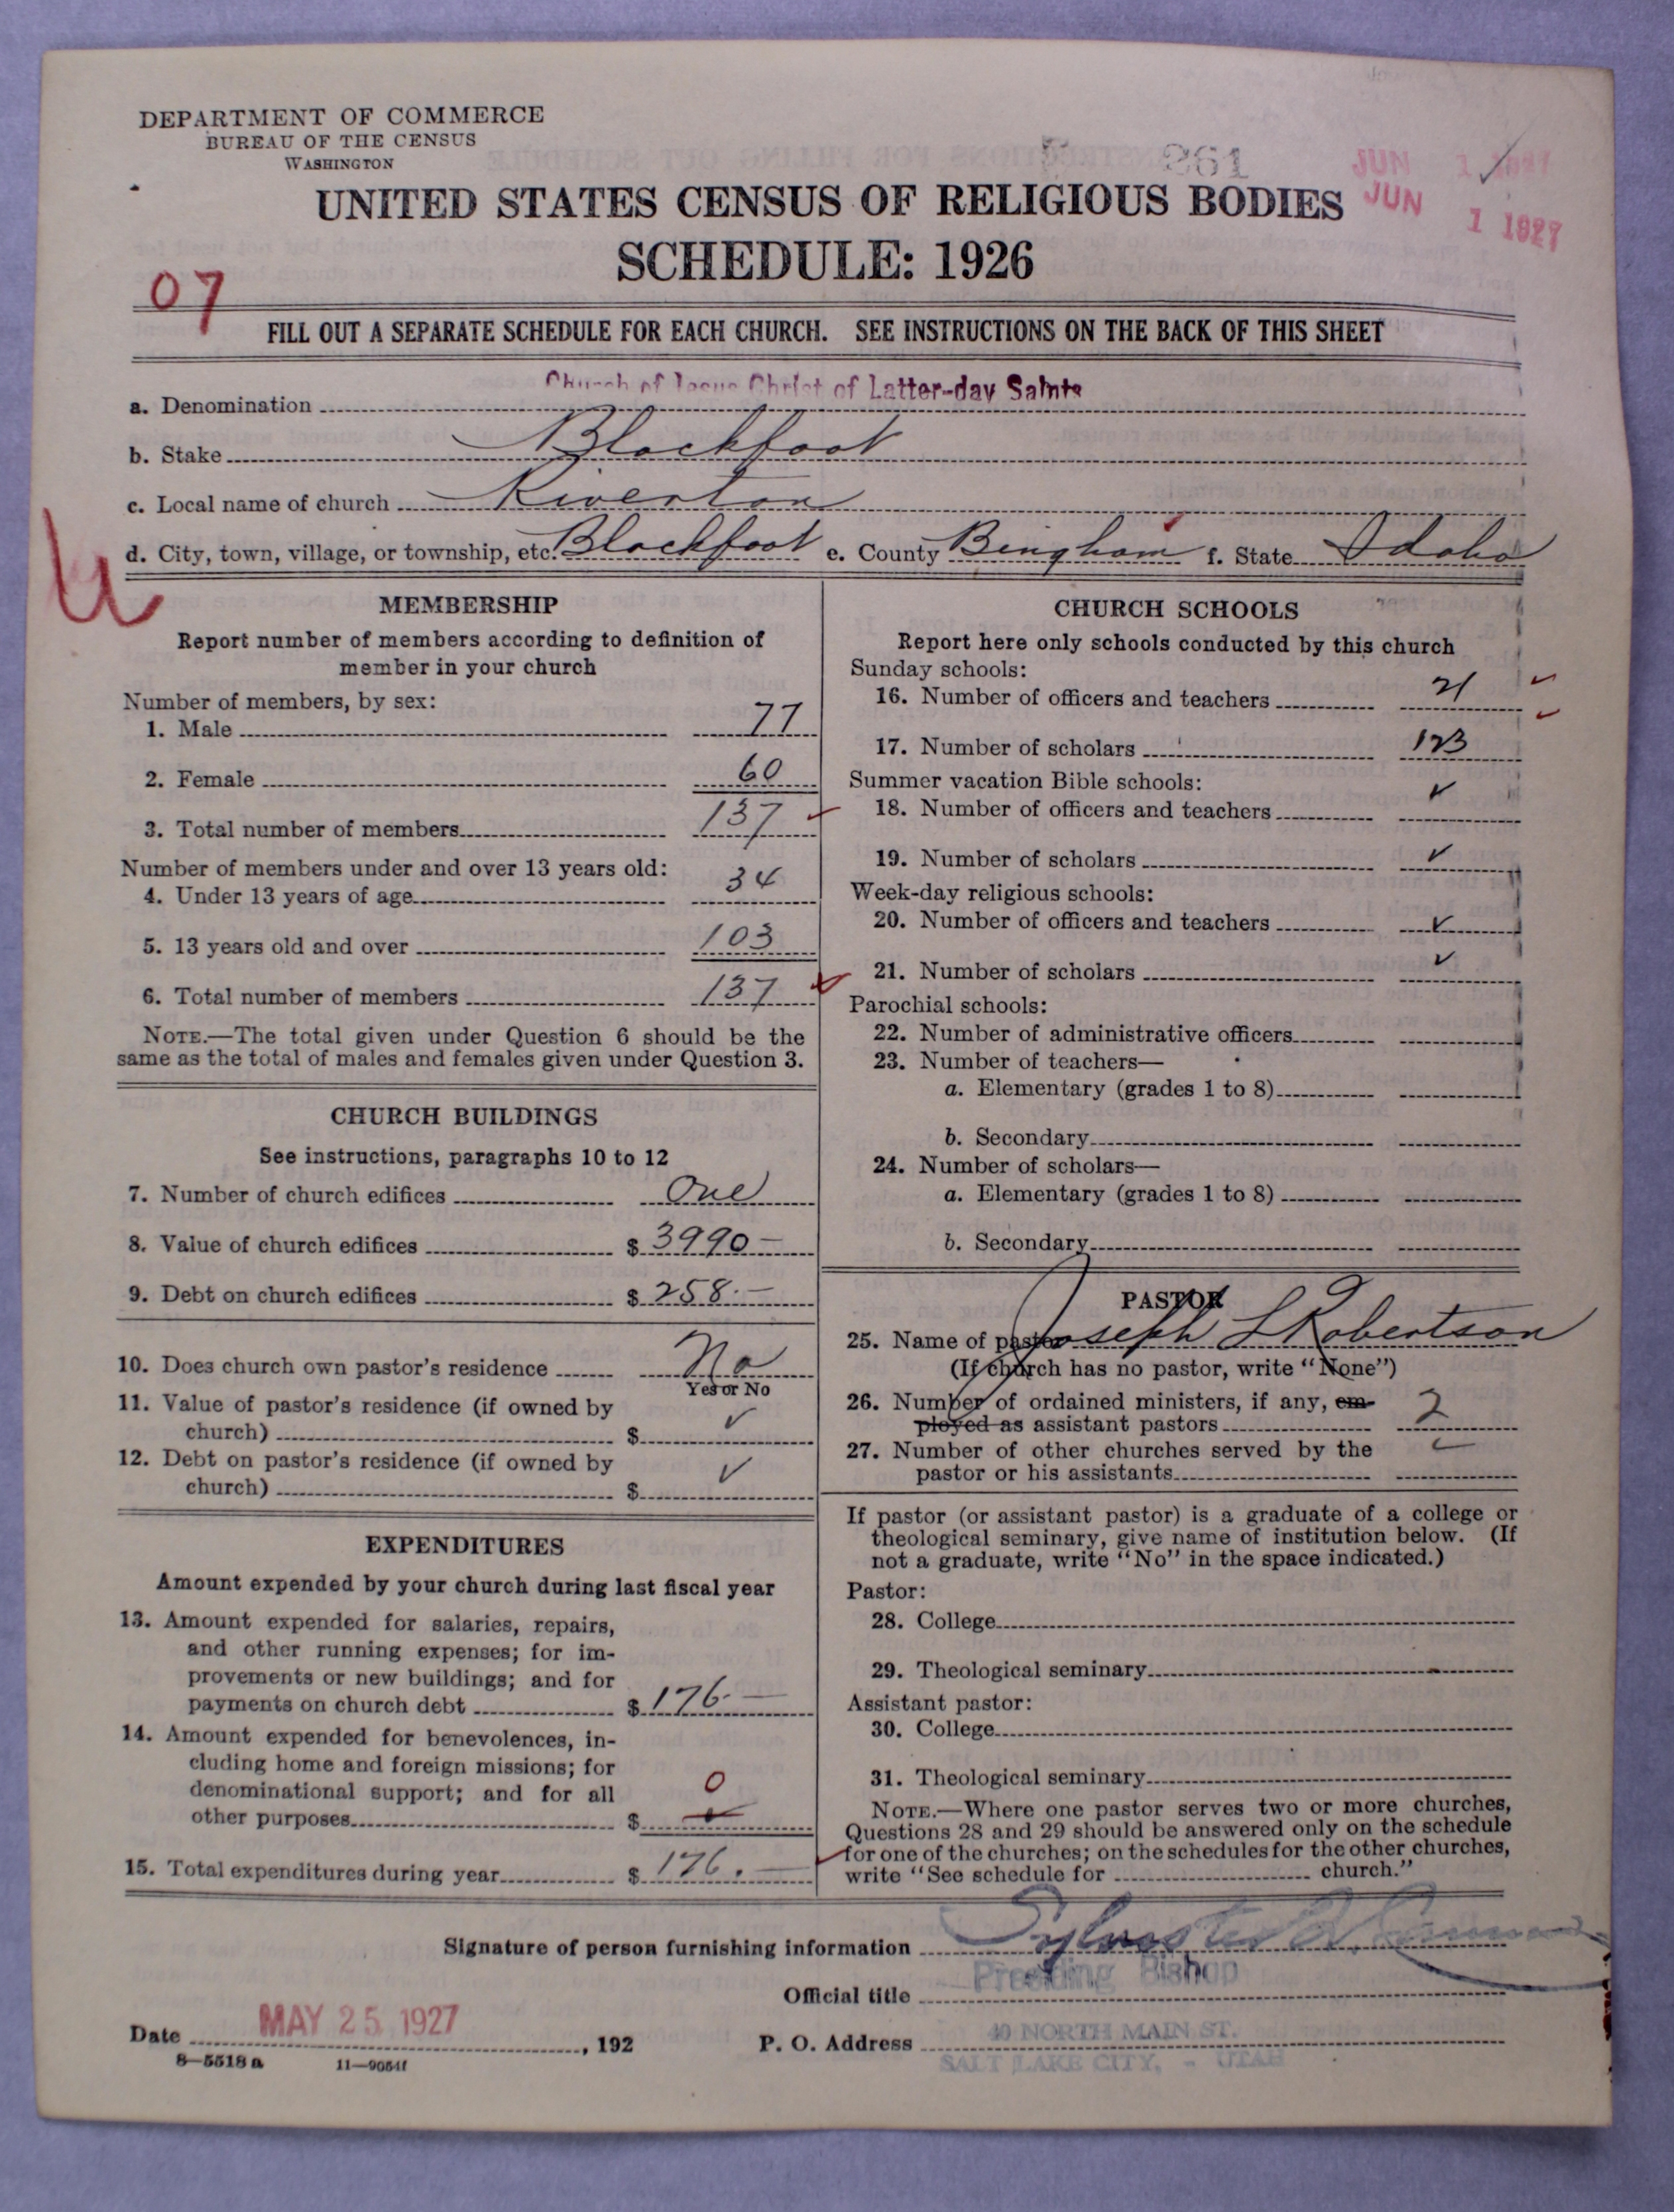 DEPARTMENT OF COMMERCE
BUREAU OF THE CENSUS
WASHINGTON
361
JUN 1 1927
JUN 1 1927
UNITED STATES CENSUS OF RELIGIOUS BODIES
SCHEDULE: 1926
07
FILL OUT A SEPARATE SCHEDULE FOR EACH CHURCH. SEE INSTRUCTIONS ON THE BACK OF THIS SHEET
a. Denomination Church of Jesus Christ of Latter-day Saints
b. Stake Blackfoot
c. Local name of church Riverton
d. City, town, village, or township, etc. Blackfoot e. County Bingham f. State Idaho
MEMBERSHIP
Report number of members according to definition of
member in your church
Number of members, by sex:
1. Male 77
2. Female 60
3. Total number of members 137
Number of members under and over 13 years old:
4. Under 13 years of age 34
5. 13 years old and over 103
6. Total number of members 137
NOTE.—The total given under Question 6 should be the
same as the total of males and females given under Question 3.
CHURCH BUILDINGS
See instructions, paragraphs 10 to 12
7. Number of church edifices One
8. Value of church edifices $ 3990 —
9. Debt on church edifices $ 258. —
10. Does church own pastor's residence No
Yes or No
11. Value of pastor's residence (if owned by
church) $ ✓
12. Debt on pastor's residence (if owned by
church) $ ✓
EXPENDITURES
Amount expended by your church during last fiscal year
13. Amount expended for salaries, repairs,
and other running expenses; for im-
provements or new buildings; and for
payments on church debt $ 176. —
14. Amount expended for benevolences, in-
cluding home and foreign missions; for
denominational support; and for all 0
other purposes $
15. Total expenditures during year $ 176. —
CHURCH SCHOOLS
Report here only schools conducted by this church
Sunday schools:
16. Number of officers and teachers 21
17. Number of scholars 123
Summer vacation Bible schools:
18. Number of officers and teachers ✓
19. Number of scholars ✓
Week-day religious schools:
20. Number of officers and teachers ✓
21. Number of scholars ✓
Parochial schools:
22. Number of administrative officers
23. Number of teachers—
a. Elementary (grades 1 to 8)
b. Secondary
24. Number of scholars—
a. Elementary (grades 1 to 8)
b. Secondary
PASTOR
25. Name of pastor Joseph L Robertson
(If church has no pastor, write "None")
26. Number of ordained ministers, if any, em-
ployed as assistant pastors 2
27. Number of other churches served by the
pastor or his assistants
If pastor (or assistant pastor) is a graduate of a college or
theological seminary, give name of institution below. (If
not a graduate, write "No" in the space indicated.)
Pastor:
28. College
29. Theological seminary
Assistant pastor:
30. College
31. Theological seminary
NOTE.—Where one pastor serves two or more churches,
Questions 28 and 29 should be answered only on the schedule
for one of the churches; on the schedules for the other churches,
write "See schedule for church."
Signature of person furnishing information Sylvester Q. Cannon
Official title Presiding Bishop
Date MAY 25 1927, 192
P. O. Address 40 NORTH MAIN ST.
SALT LAKE CITY, - UTAH
8—5518a 11—9054f